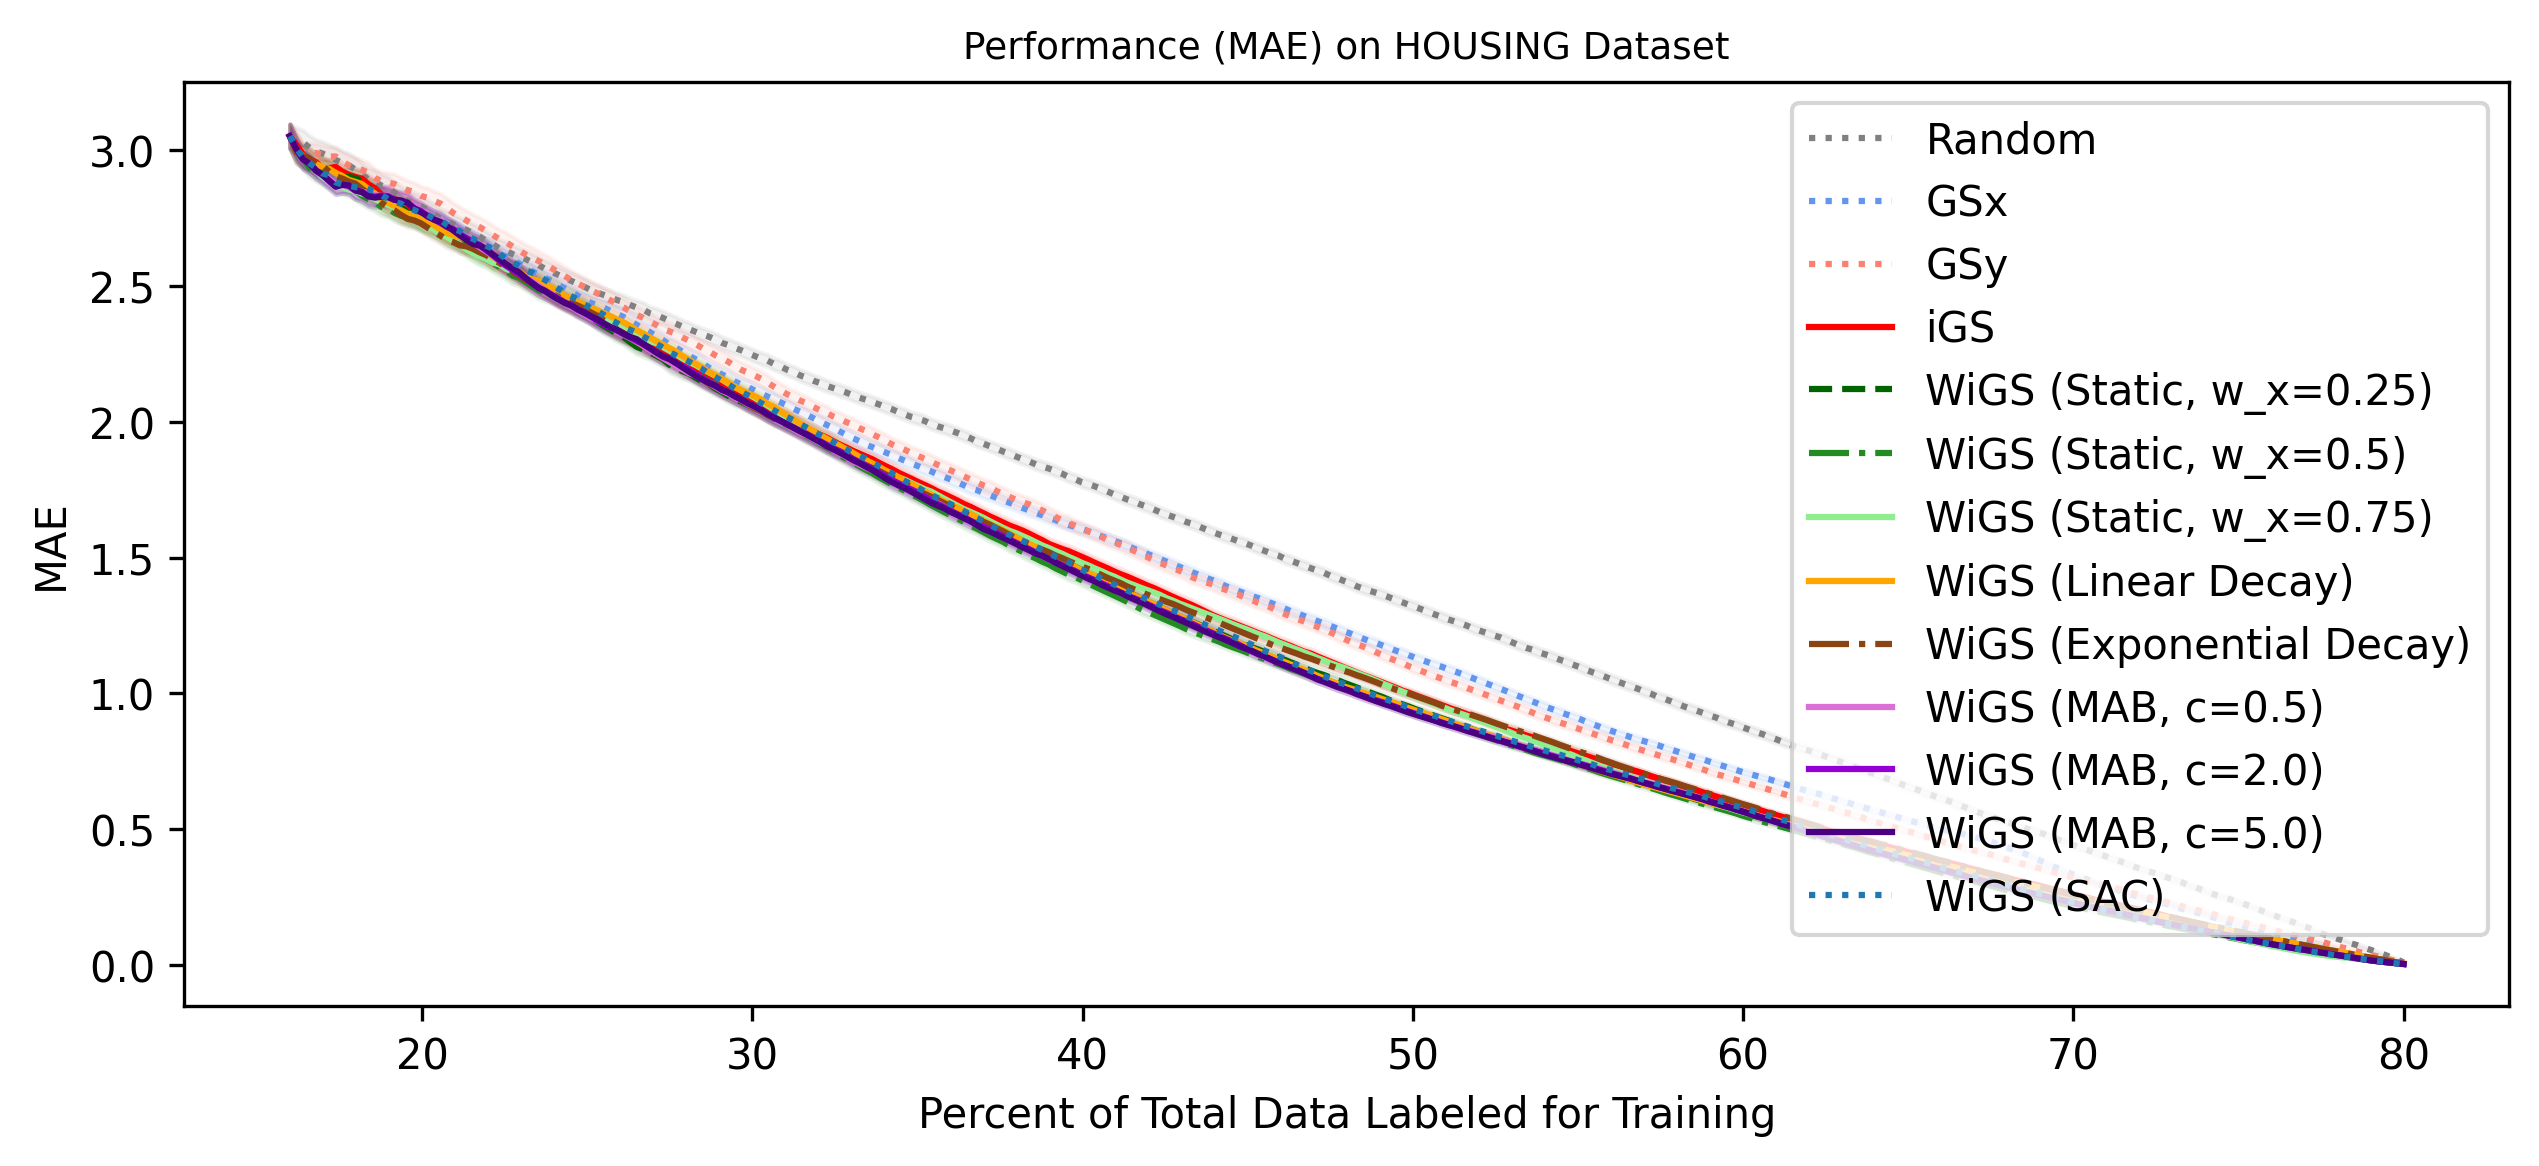 Performance (MAE) on HOUSING Dataset
MAE
3.0
2.5
2.0
1.5
1.0
0.5
0.0
20
30
40
50
60
70
80
Percent of Total Data Labeled for Training
Random
GSx
GSy
iGS
WiGS (Static, w_x=0.25)
WiGS (Static, w_x=0.5)
WiGS (Static, w_x=0.75)
WiGS (Linear Decay)
WiGS (Exponential Decay)
WiGS (MAB, c=0.5)
WiGS (MAB, c=2.0)
WiGS (MAB, c=5.0)
WiGS (SAC)